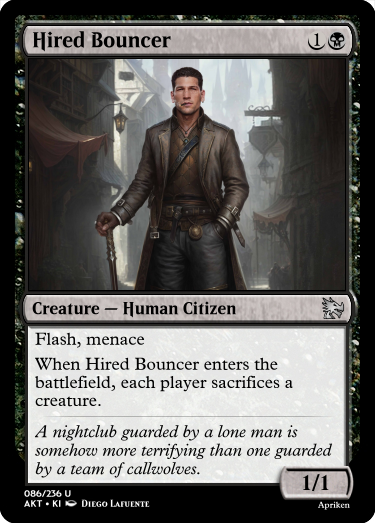 Hired Bouncer 1
Creature — Human Citizen
Flash, menace
When Hired Bouncer enters the
battlefield, each player sacrifices a
creature.
A nightclub guarded by a lone man is
somehow more terrifying than one guarded
by a team of callwolves.
1/1
086/236 U
AKT • KI Diego Lafuente
Apriken